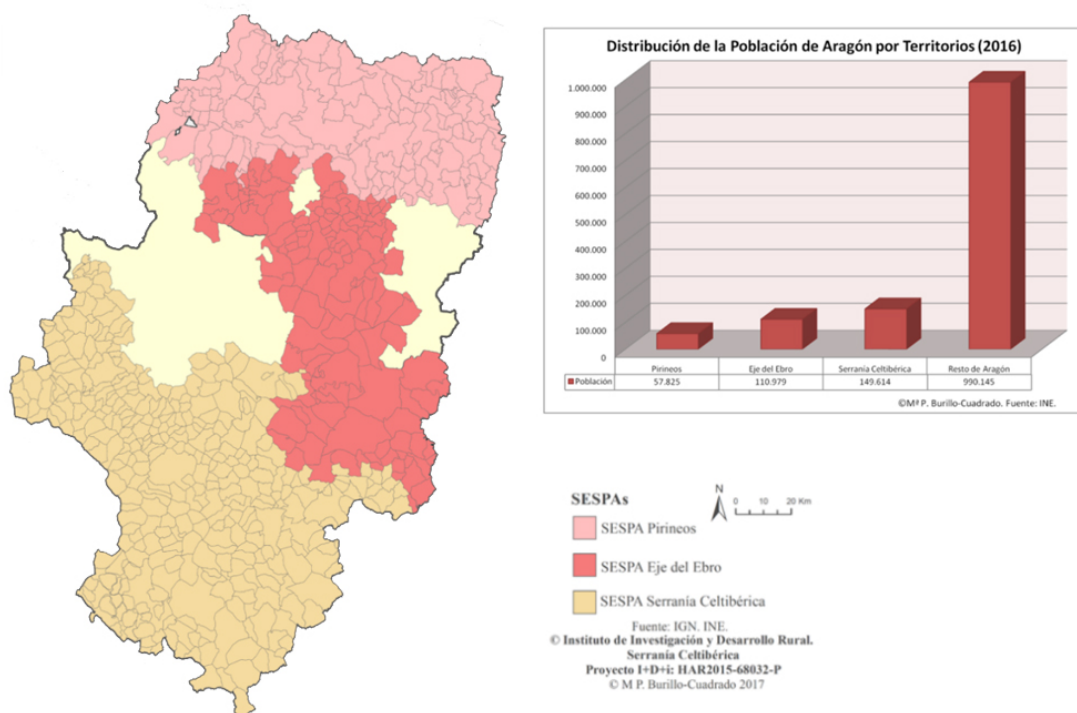 Distribución de la Población de Aragón por Territorios (2016)
1.000.000
900.000
800.000
700.000
600.000
500.000
400.000
300.000
200.000
100.000
0
Pirineos Eje del Ebro Serranía Celtibérica Resto de Aragón
Población 57.825 110.979 149.614 990.145
©Mª P. Burillo-Cuadrado. Fuente: INE.
SESPAs
N
0 10 20 Km
SESPA Pirineos
SESPA Eje del Ebro
SESPA Serranía Celtibérica
Fuente: IGN. INE.
© Instituto de Investigación y Desarrollo Rural.
Serranía Celtibérica
Proyecto I+D+i: HAR2015-68032-P
© M P. Burillo-Cuadrado 2017